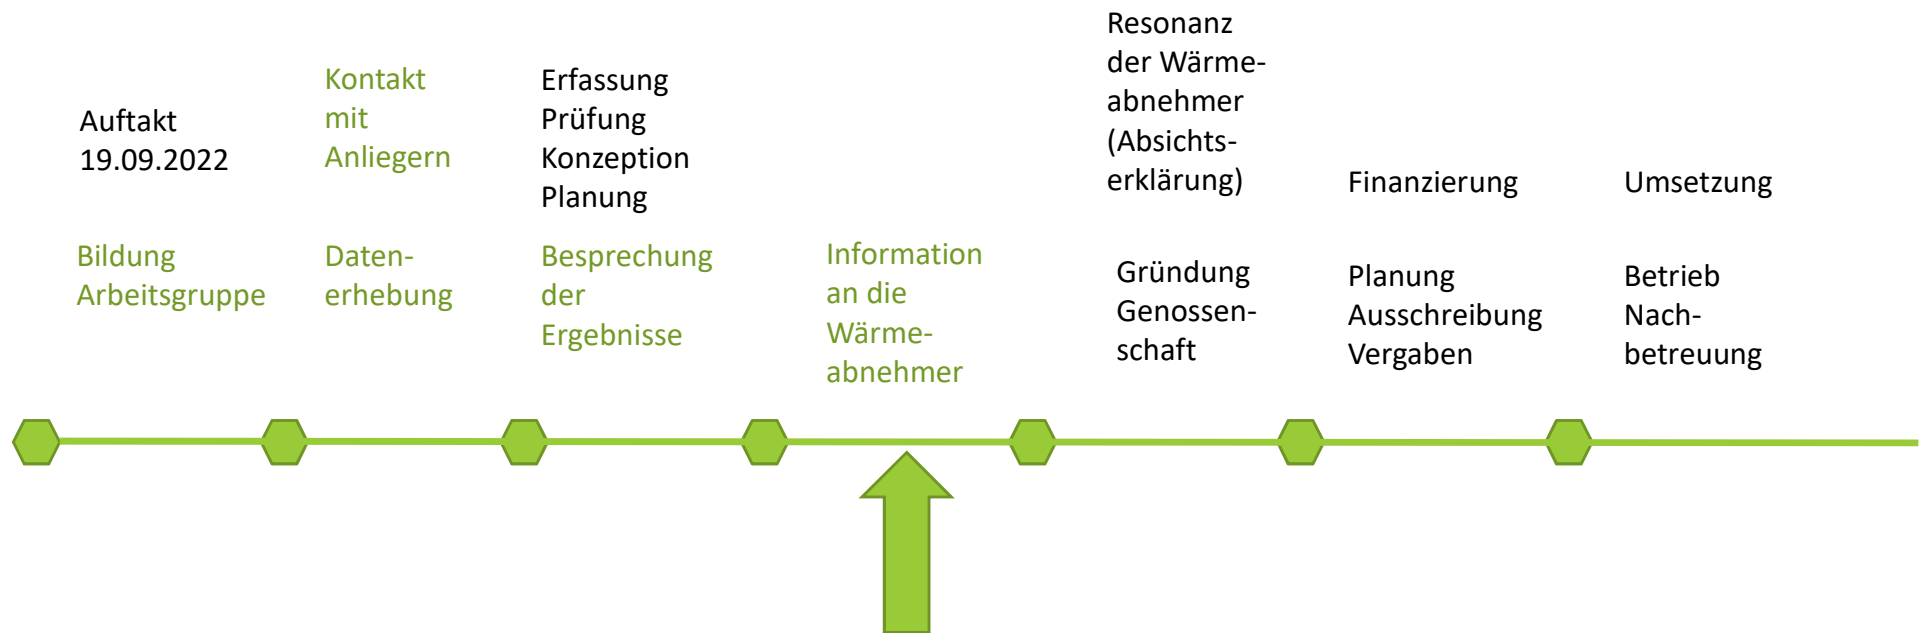 Auftakt
19.09.2022
Bildung
Arbeitsgruppe
Kontakt
mit
Anliegern
Daten-
erhebung
Erfassung
Prüfung
Konzeption
Planung
Besprechung
der
Ergebnisse
Information
an die
Wärme-
abnehmer
Resonanz
der Wärme-
abnehmer
(Absichts-
erklärung)
Gründung
Genossen-
schaft
Finanzierung
Planung
Ausschreibung
Vergaben
Umsetzung
Betrieb
Nach-
betreuung